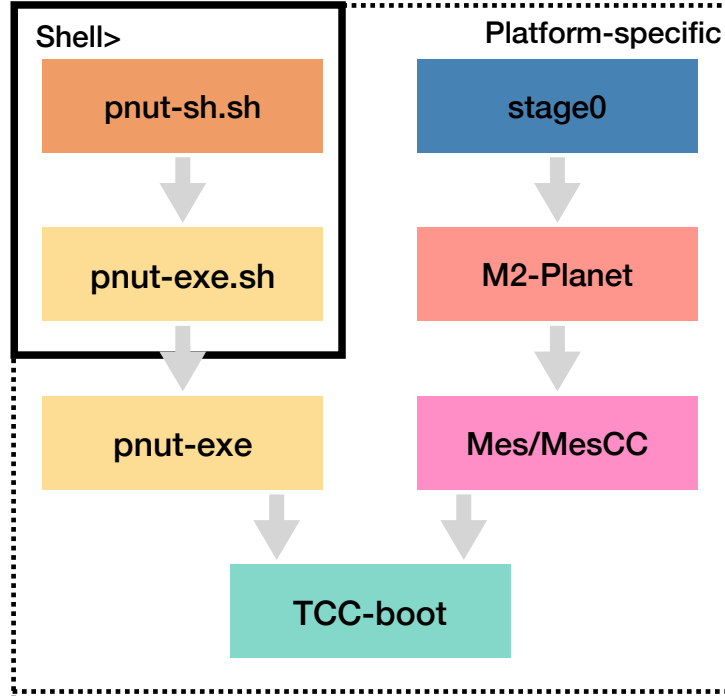 Shell>
Platform-specific
pnut-sh.sh
stage0
pnut-exe.sh
M2-Planet
pnut-exe
Mes/MesCC
TCC-boot